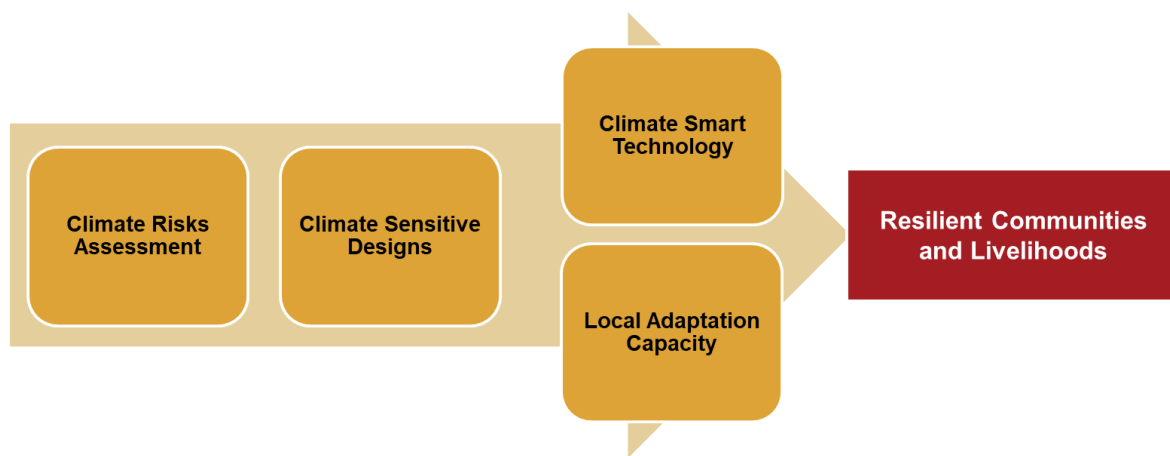 Climate Risks
Assessment
Climate Sensitive
Designs
Climate Smart
Technology
Local Adaptation
Capacity
Resilient Communities
and Livelihoods